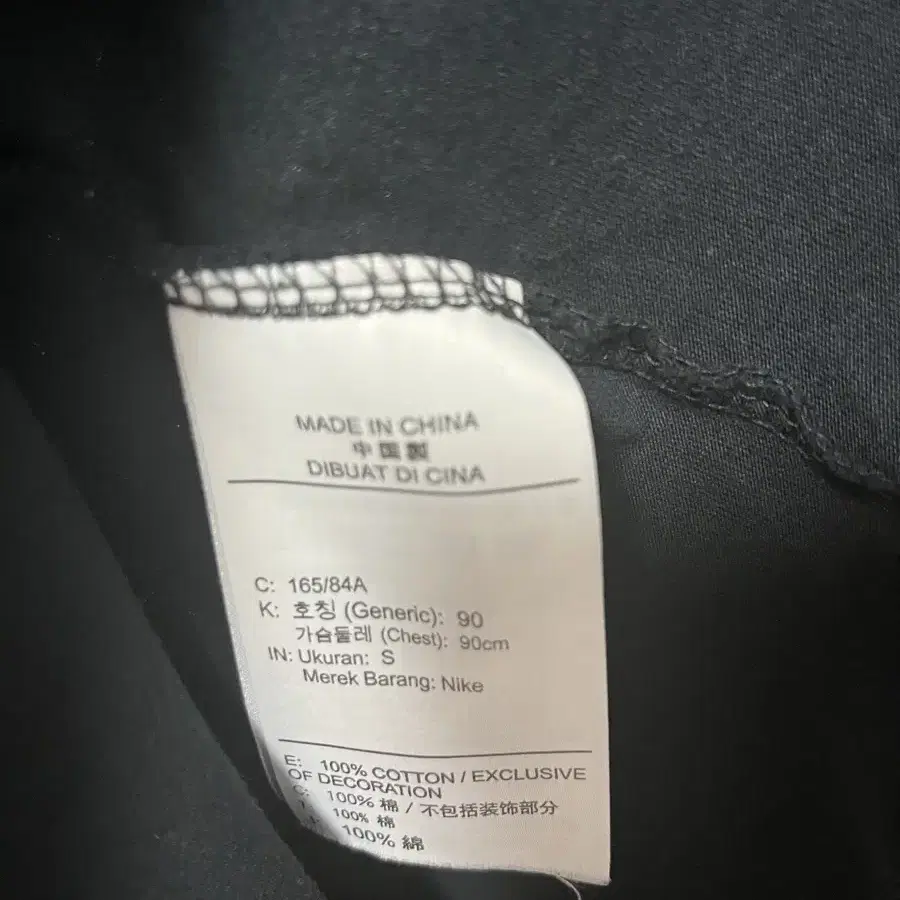 MADE IN CHINA
中国製
DIBUAT DI CINA
C: 165/84A
K: 호칭 (Generic): 90
가슴둘레 (Chest): 90cm
IN: Ukuran: S
Merek Barang: Nike
E: 100% COTTON / EXCLUSIVE
OF DECORATION
C: 100% 棉 / 不包括装饰部分
100% 棉
100% 綿